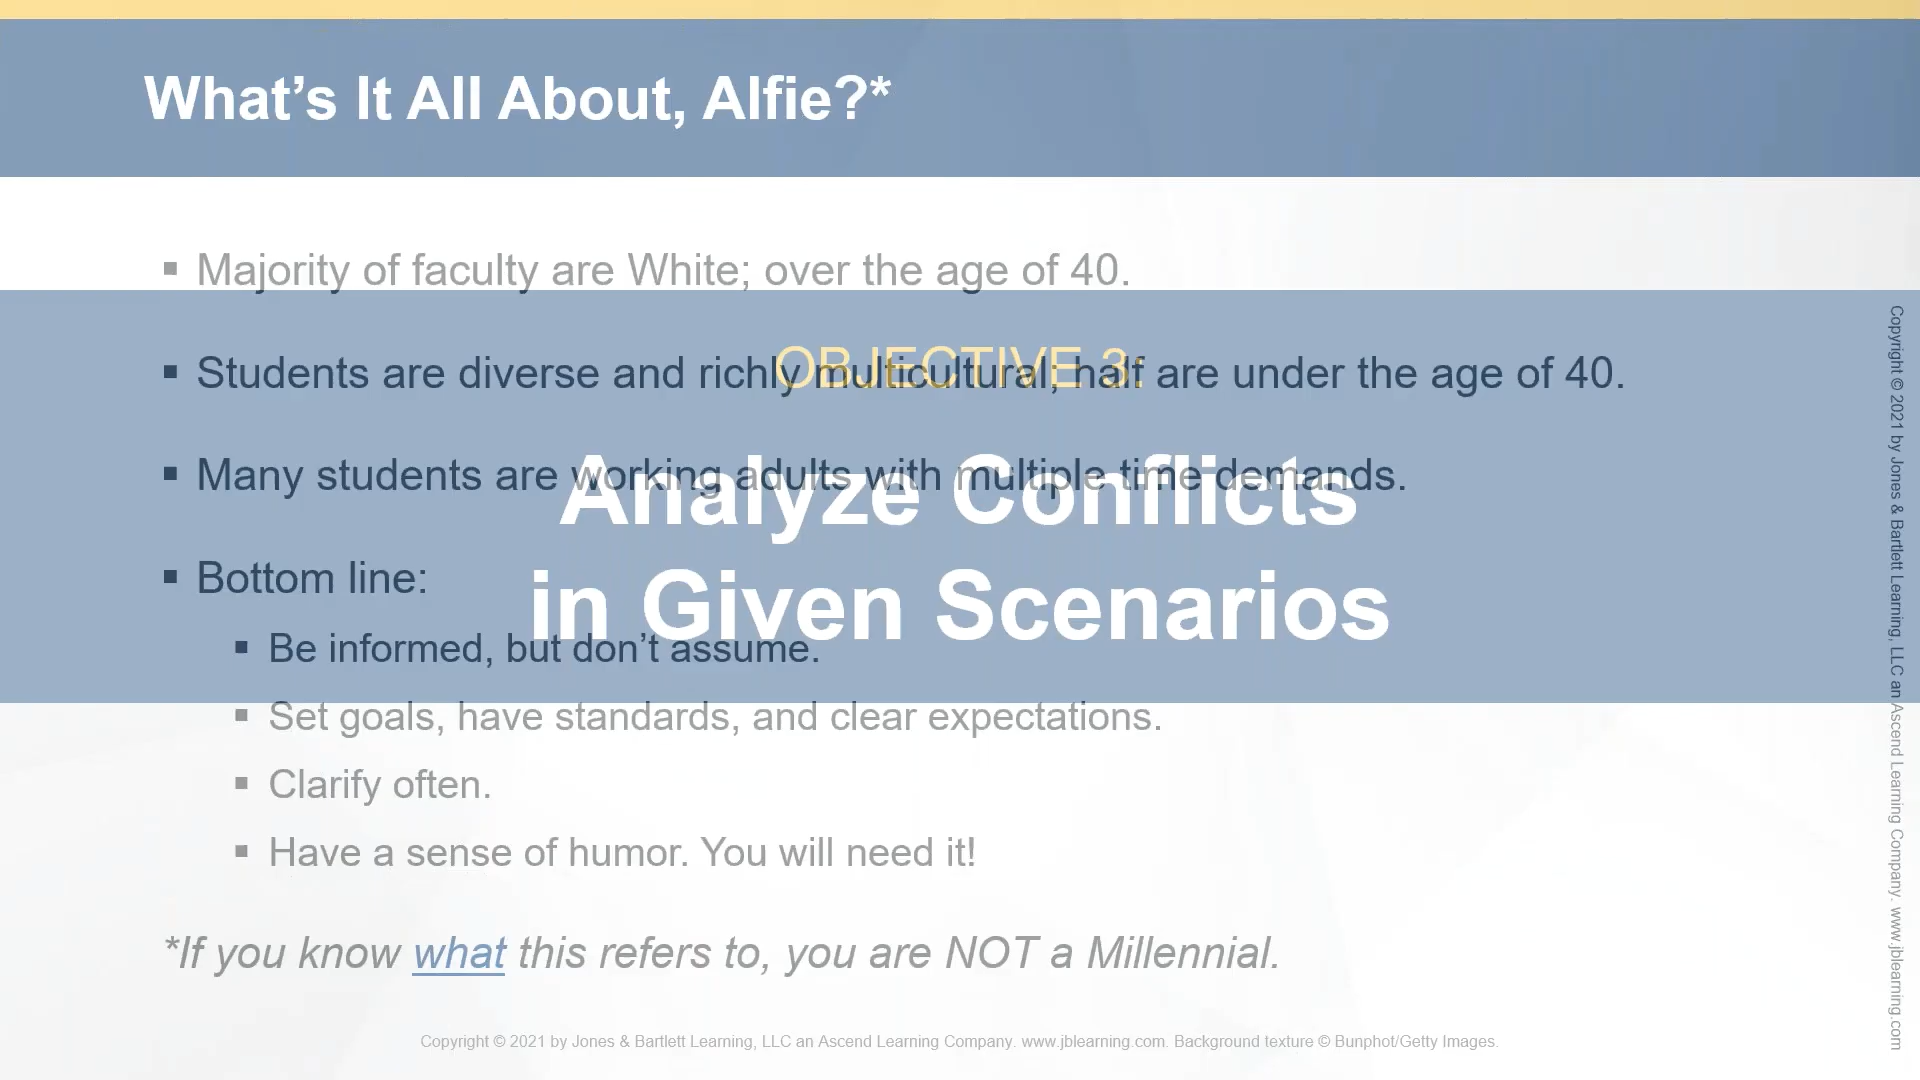 What’s It All About, Alfie?*
▪ Majority of faculty are White; over the age of 40.
▪ Students are diverse and richly multicultural; half are under the age of 40.
OBJECTIVE 3:
▪ Many students are working adults with multiple time demands.
Analyze Conflicts
in Given Scenarios
▪ Bottom line:
▪ Be informed, but don’t assume.
▪ Set goals, have standards, and clear expectations.
▪ Clarify often.
▪ Have a sense of humor. You will need it!
*If you know what this refers to, you are NOT a Millennial.
Copyright © 2021 by Jones & Bartlett Learning, LLC an Ascend Learning Company. www.jblearning.com. Background texture © Bunphot/Getty Images.
Copyright © 2021 by Jones & Bartlett Learning, LLC an Ascend Learning Company. www.jblearning.com